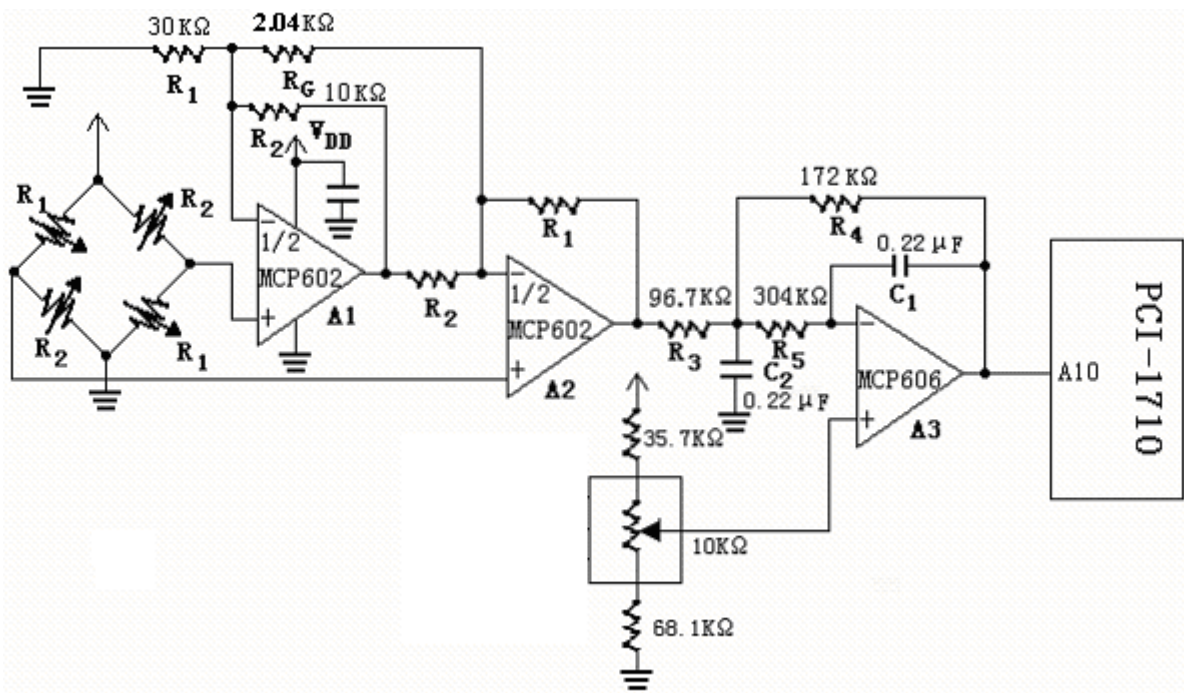 30KΩ
2.04KΩ
R1
RG
10KΩ
R2
VDD
R1
R2
R2
R1
1/2
MCP602
A1
R2
R1
1/2
MCP602
A2
172KΩ
R4
0.22μF
C1
96.7KΩ
304KΩ
R3
R5
C2
0.22μF
MCP606
A3
A10
PCI-1710
35.7KΩ
10KΩ
68.1KΩ